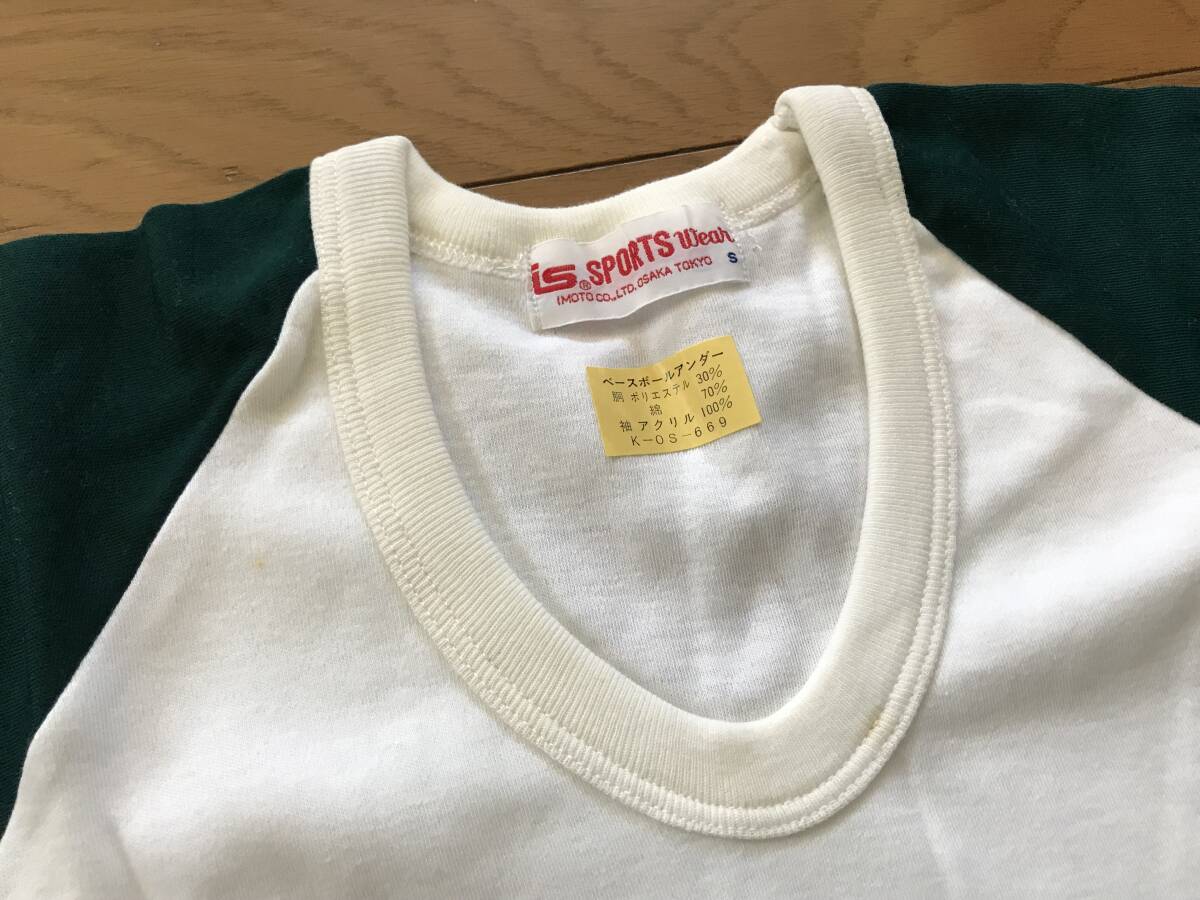 is® SPORTS Wear
S
IMOTO CO.,LTD. OSAKA TOKYO
ベースボールアンダー
胴 ポリエステル 30%
綿 70%
袖 アクリル 100%
K-OS-669